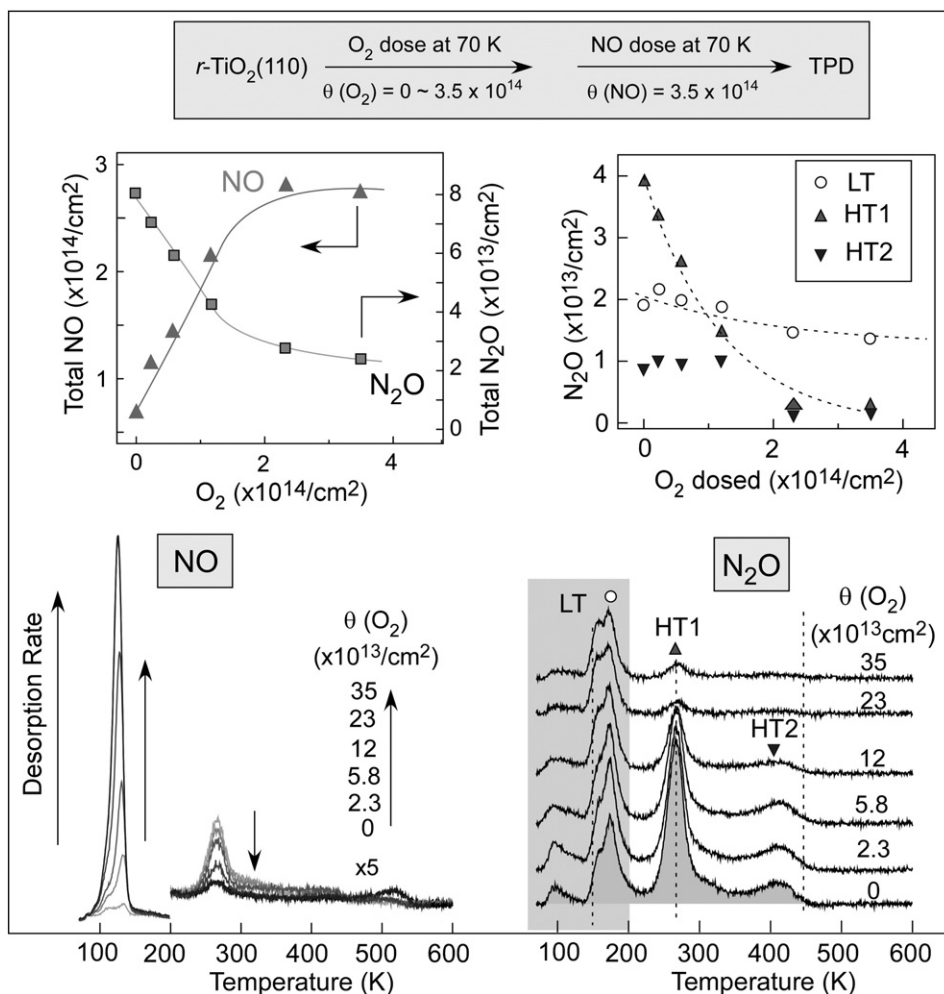 r-TiO2(110)
O2 dose at 70 K
θ (O2) = 0 ~ 3.5 x 10^14
NO dose at 70 K
θ (NO) = 3.5 x 10^14
TPD
Total NO (x10^14/cm2)
3
2
1
NO
N2O
8
6
4
2
0
Total N2O (x10^13/cm2)
0 2 4
O2 (x10^14/cm2)
N2O (x10^13/cm2)
4
3
2
1
0
LT
HT1
HT2
0 2 4
O2 dosed (x10^14/cm2)
Desorption Rate
NO
θ (O2)
(x10^13/cm2)
35
23
12
5.8
2.3
0
x5
100 200 300 400 500 600
Temperature (K)
N2O
LT
HT1
HT2
θ (O2)
(x10^13cm2)
35
23
12
5.8
2.3
0
100 200 300 400 500 600
Temperature (K)